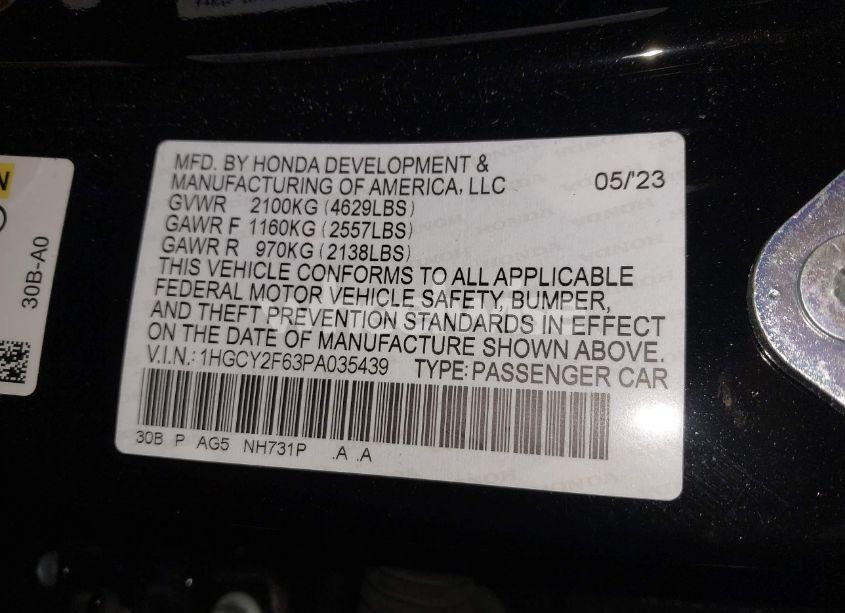 MFD. BY HONDA DEVELOPMENT &
MANUFACTURING OF AMERICA, LLC 05/'23
GVWR 2100KG (4629LBS)
GAWR F 1160KG (2557LBS)
GAWR R 970KG (2138LBS)
THIS VEHICLE CONFORMS TO ALL APPLICABLE
FEDERAL MOTOR VEHICLE SAFETY, BUMPER,
AND THEFT PREVENTION STANDARDS IN EFFECT
ON THE DATE OF MANUFACTURE SHOWN ABOVE.
V.I.N.: 1HGCY2F63PA035439 TYPE: PASSENGER CAR
30B P AG5 NH731P .A .A
30B-A0
N